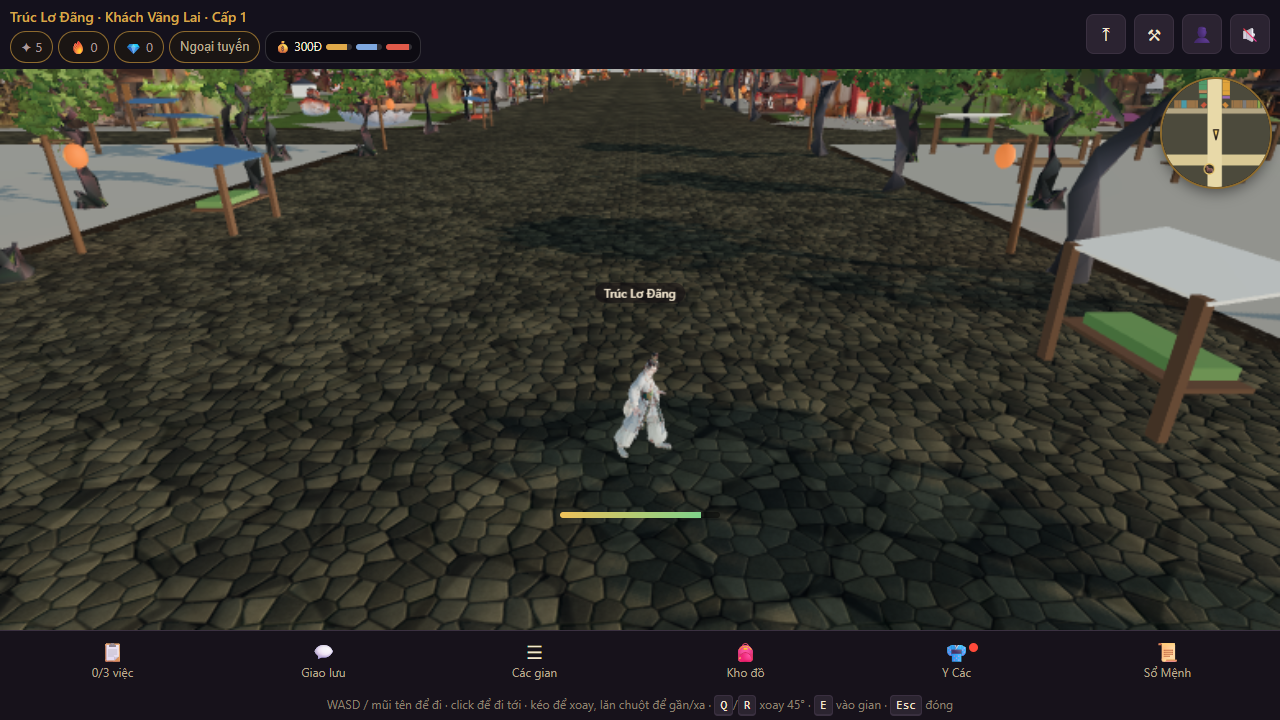 Trúc Lơ Đãng · Khách Vãng Lai · Cấp 1
5
0
0
Ngoại tuyến
300Đ
Trúc Lơ Đãng
0/3 việc
Giao lưu
Các gian
Kho đồ
Y Các
Sổ Mệnh
WASD / mũi tên để đi · click để đi tới · kéo để xoay, lăn chuột để gần/xa · Q / R xoay 45° · E vào gian · Esc đóng